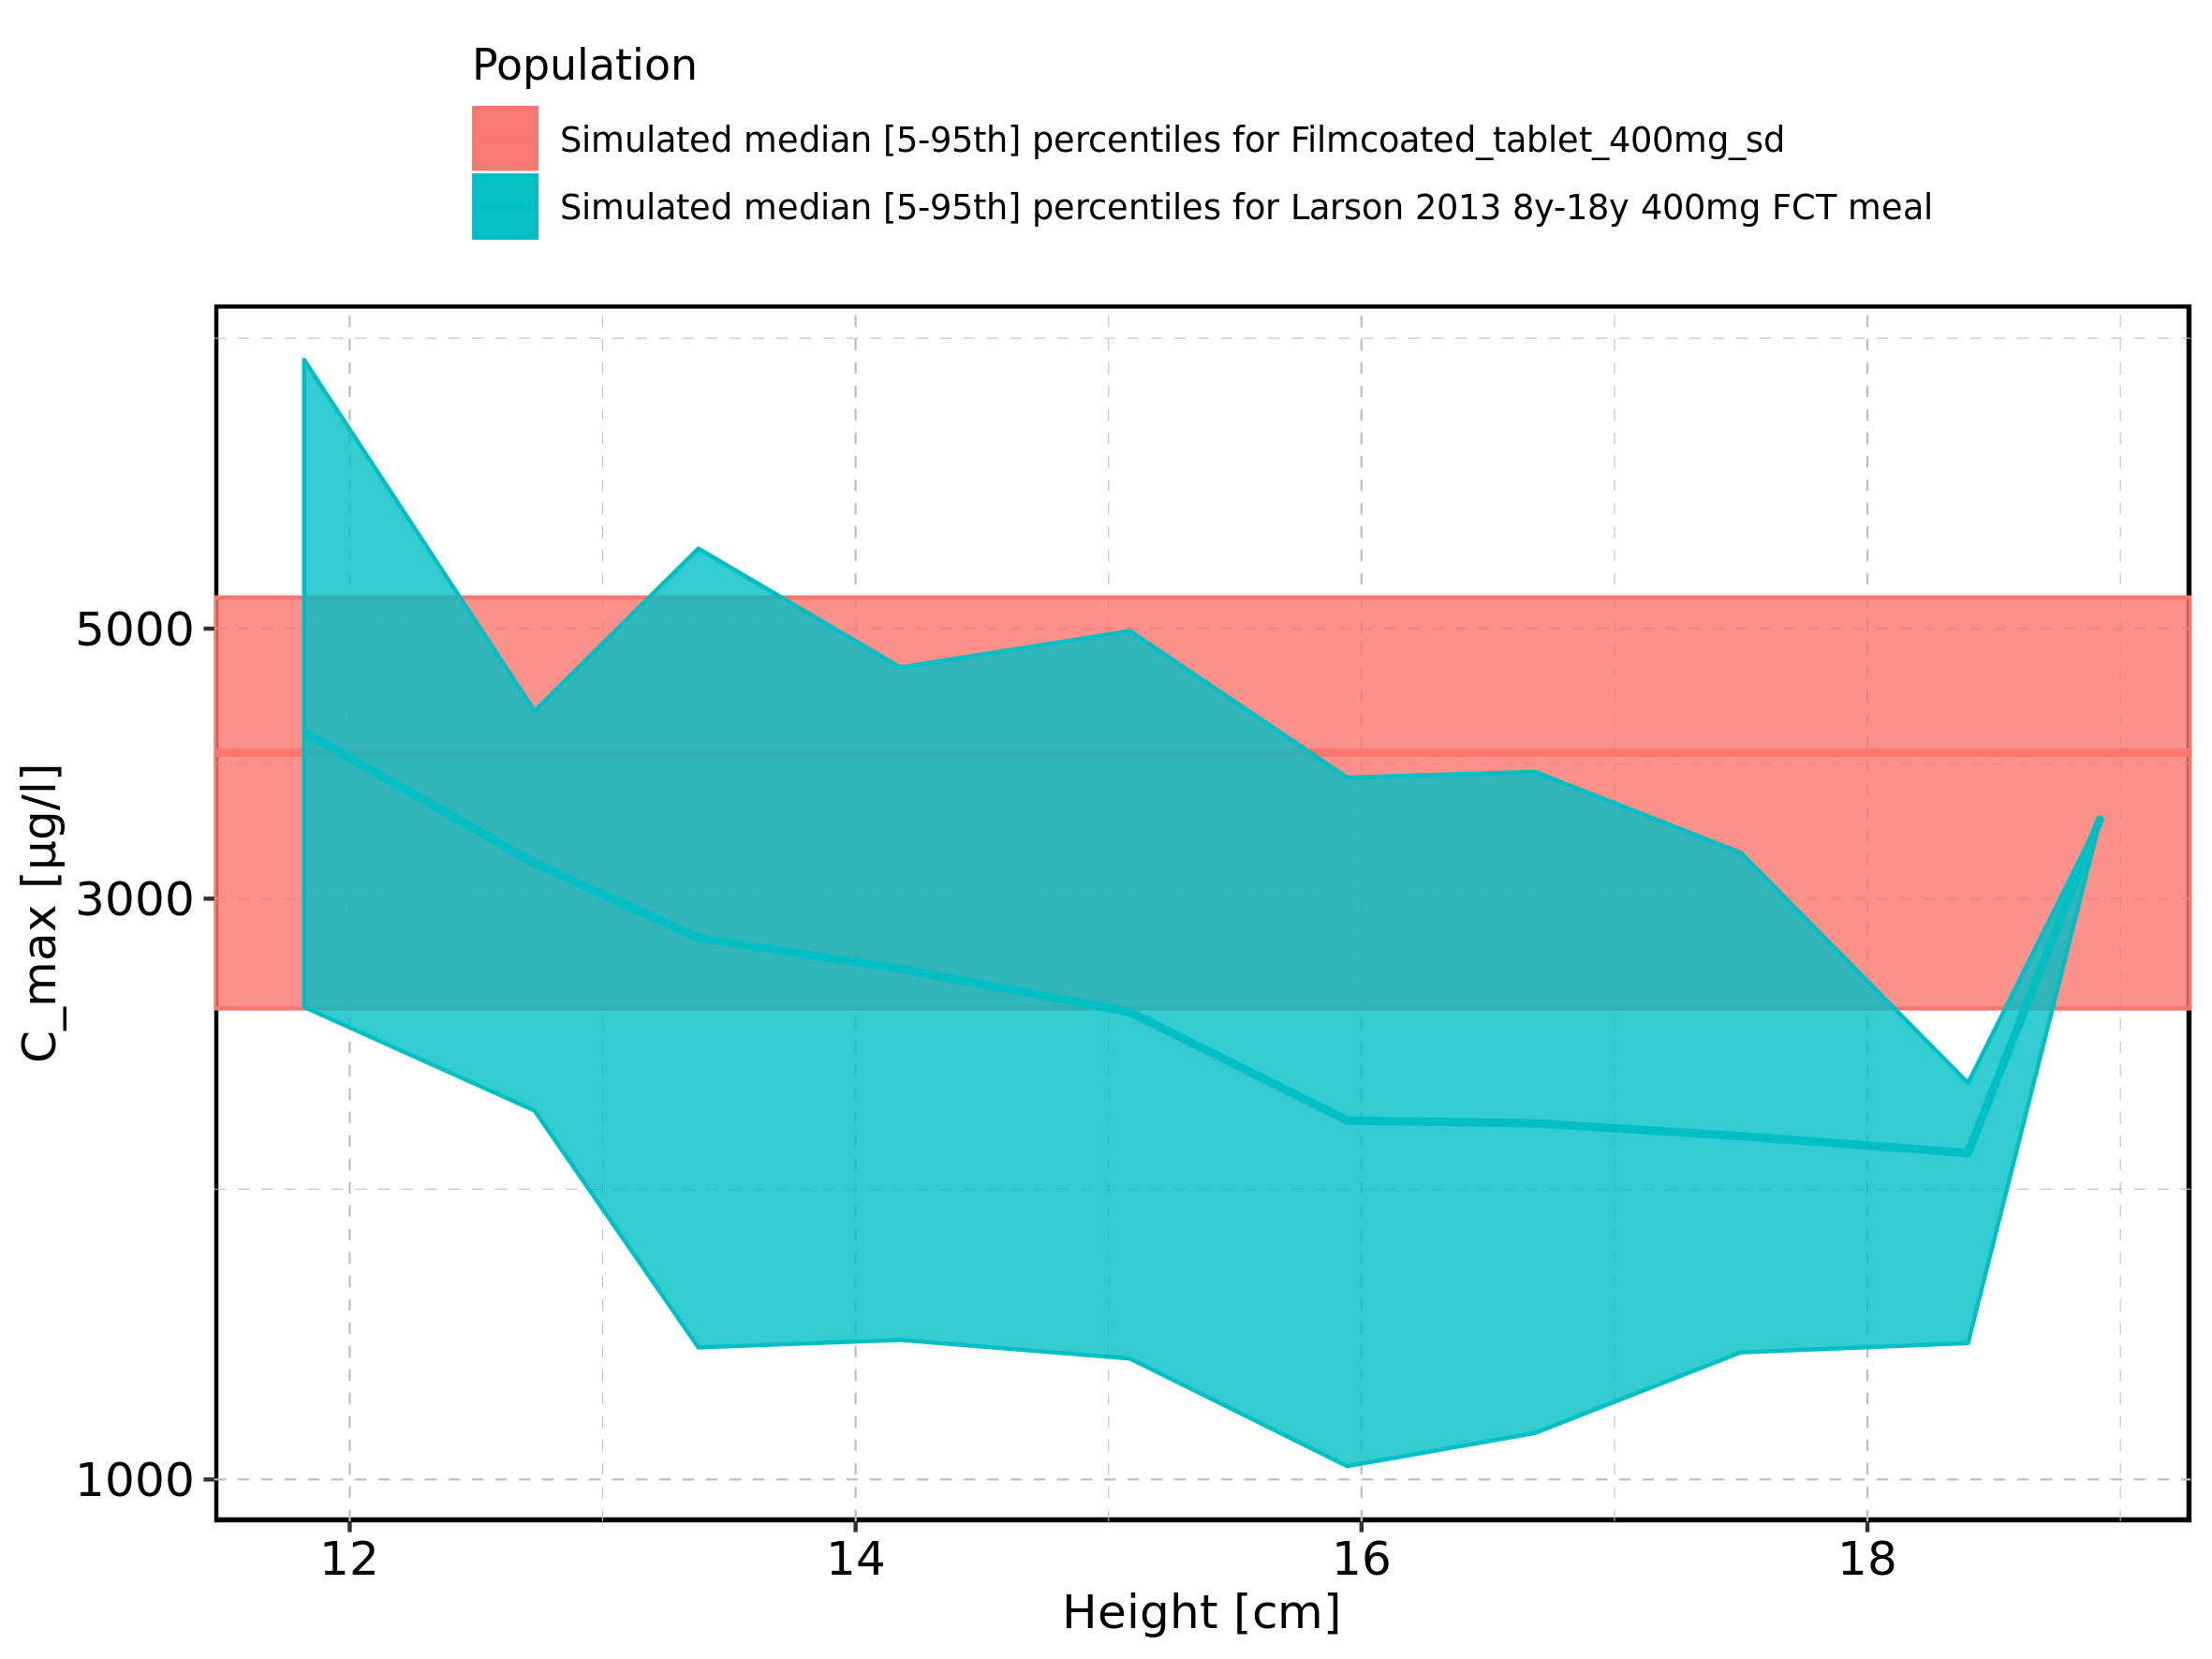 Population
Simulated median [5-95th] percentiles for Filmcoated_tablet_400mg_sd
Simulated median [5-95th] percentiles for Larson 2013 8y-18y 400mg FCT meal
5000
3000
1000
C_max [µg/l]
12 14 16 18
Height [cm]